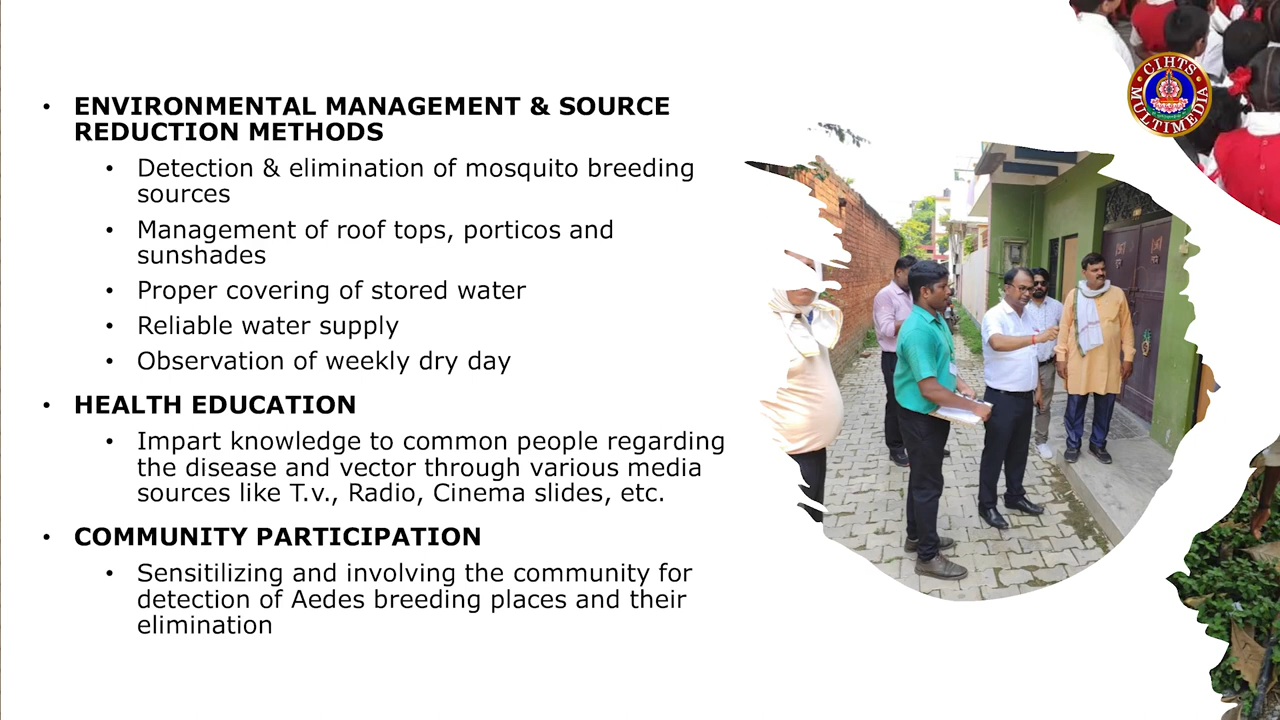 • ENVIRONMENTAL MANAGEMENT & SOURCE
REDUCTION METHODS
• Detection & elimination of mosquito breeding
sources
• Management of roof tops, porticos and
sunshades
• Proper covering of stored water
• Reliable water supply
• Observation of weekly dry day
• HEALTH EDUCATION
• Impart knowledge to common people regarding
the disease and vector through various media
sources like T.v., Radio, Cinema slides, etc.
• COMMUNITY PARTICIPATION
• Sensitilizing and involving the community for
detection of Aedes breeding places and their
elimination
CIHTS
MULTIMEDIA